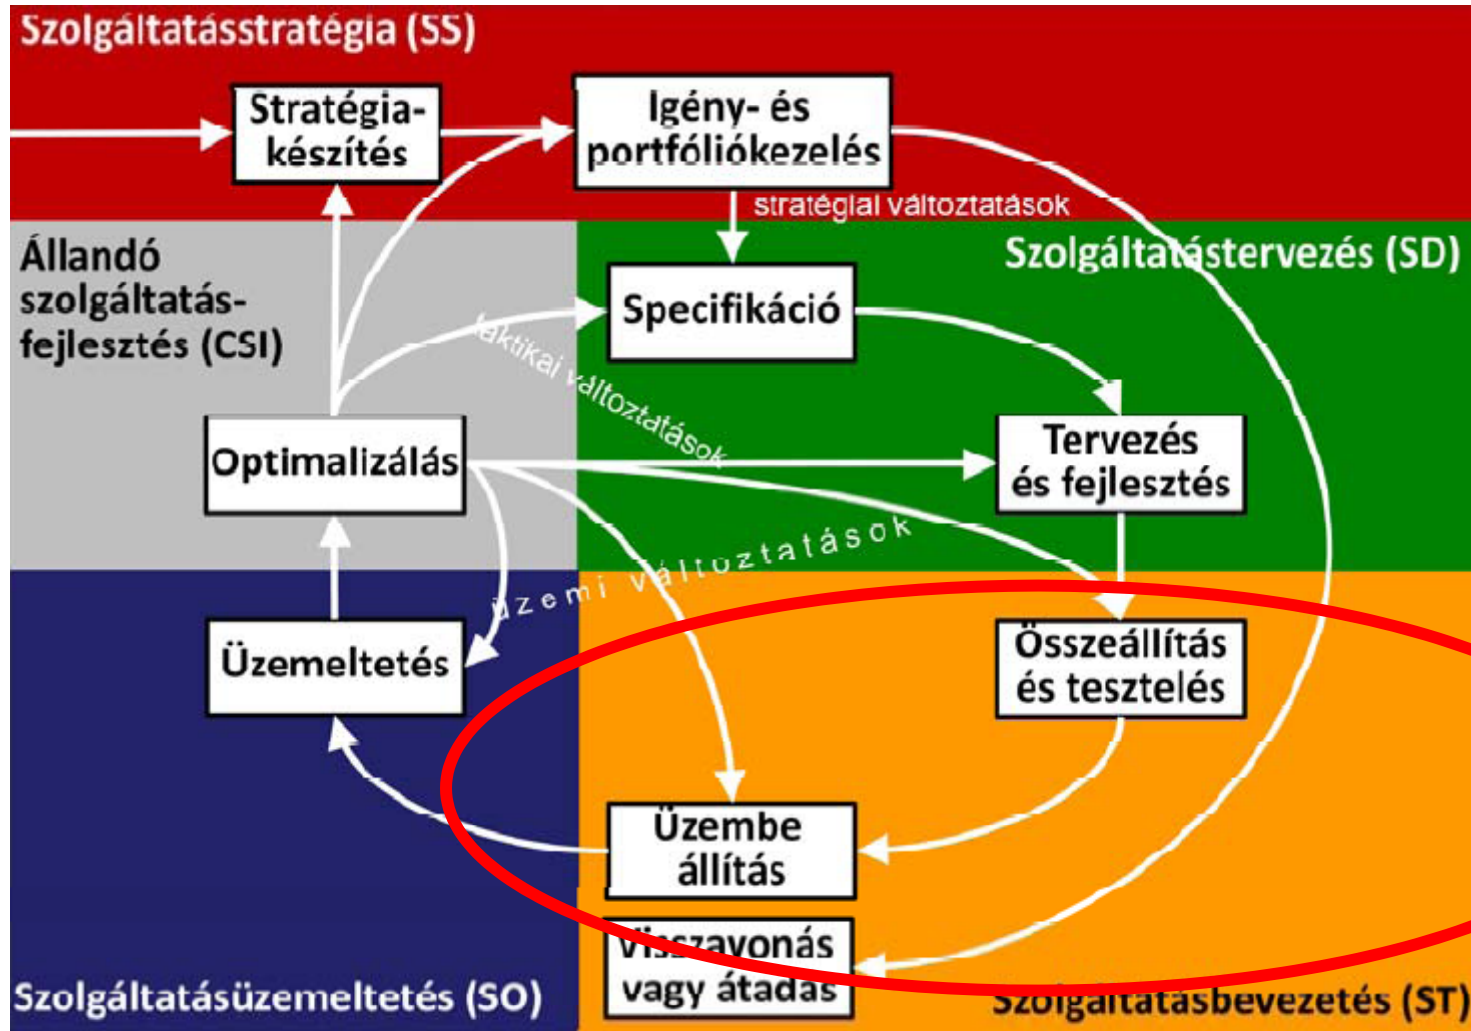 Szolgáltatásstratégia (SS)
Stratégia-
készítés
Igény- és
portfóliókezelés
stratégiai változtatások
Állandó
szolgáltatás-
fejlesztés (CSI)
Szolgáltatástervezés (SD)
Specifikáció
taktikai változtatások
Optimalizálás
Tervezés
és fejlesztés
üzemi változtatások
Üzemeltetés
Összeállítás
és tesztelés
Üzembe
állítás
Visszavonás
vagy átadás
Szolgáltatásüzemeltetés (SO)
Szolgáltatásbevezetés (ST)